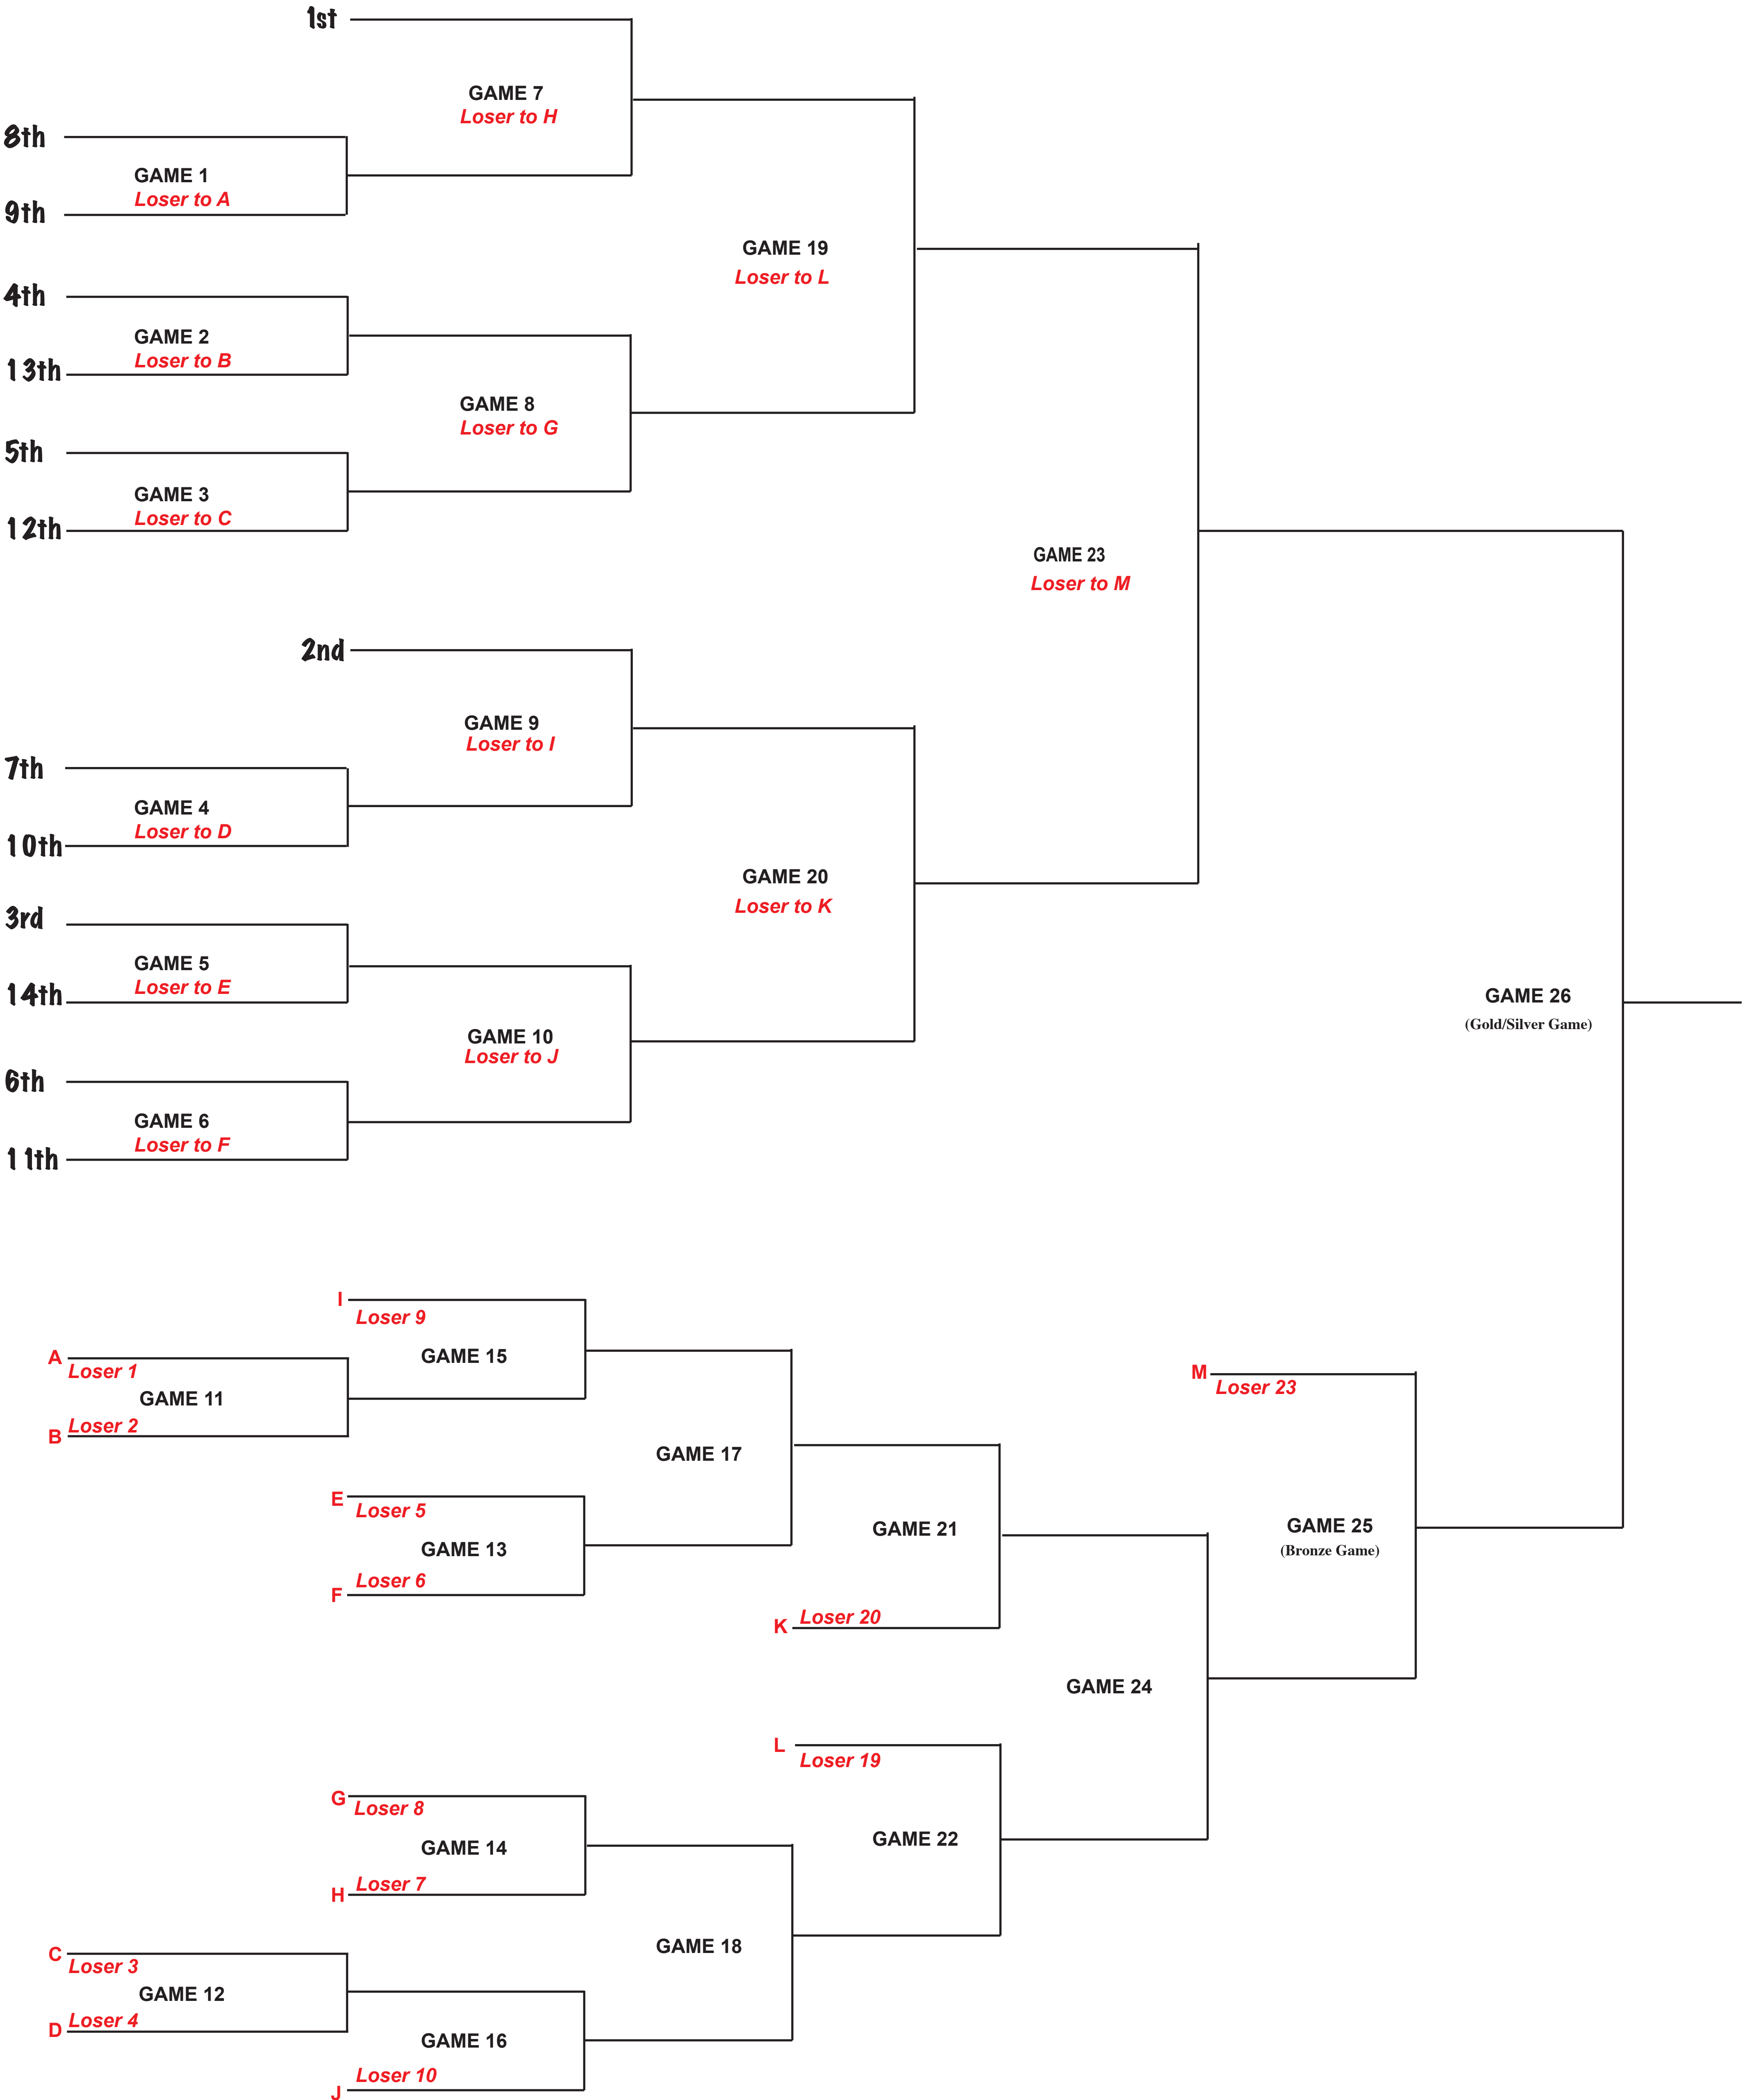 1st
GAME 7
Loser to H
8th
GAME 1
Loser to A
9th
GAME 19
Loser to L
4th
GAME 2
Loser to B
13th
GAME 8
Loser to G
5th
GAME 3
Loser to C
12th
GAME 23
Loser to M
2nd
GAME 9
Loser to I
7th
GAME 4
Loser to D
10th
GAME 20
Loser to K
3rd
GAME 5
Loser to E
14th
GAME 26
(Gold/Silver Game)
GAME 10
Loser to J
6th
GAME 6
Loser to F
11th
I
Loser 9
A
Loser 1
GAME 15
GAME 11
Loser 2
B
M
Loser 23
GAME 17
E
Loser 5
GAME 13
Loser 6
F
GAME 21
GAME 25
(Bronze Game)
Loser 20
K
GAME 24
L
Loser 19
G
Loser 8
GAME 14
Loser 7
H
GAME 22
GAME 18
C
Loser 3
GAME 12
Loser 4
D
GAME 16
Loser 10
J